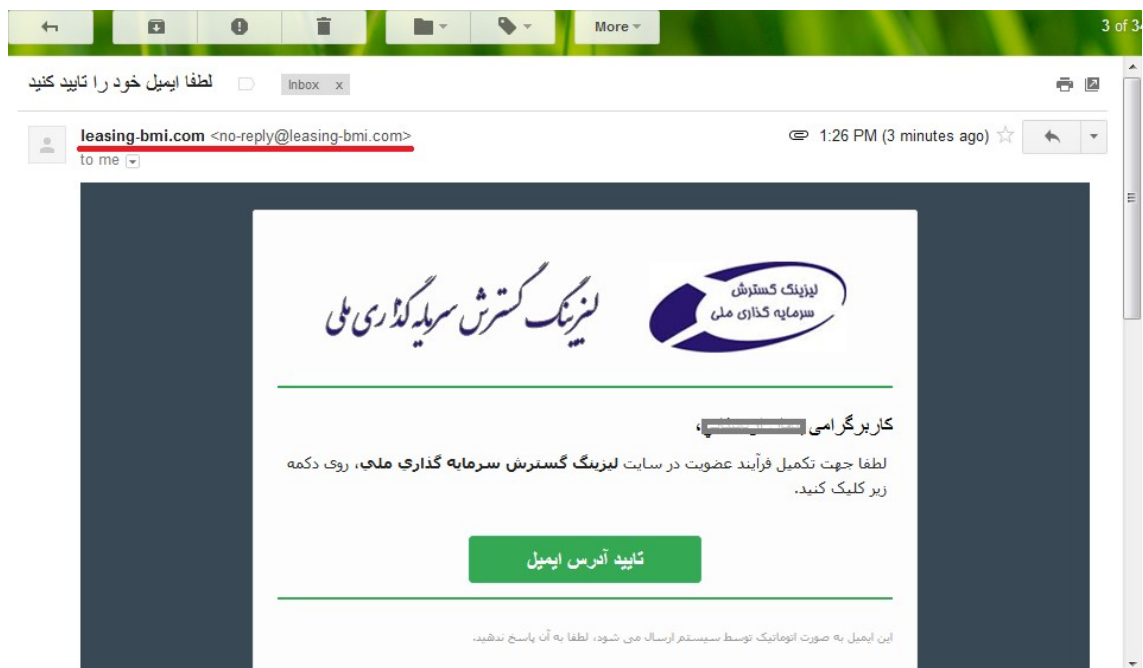 More
3 of 34
لطفا ایمیل خود را تایید کنید
Inbox x
leasing-bmi.com <no-reply@leasing-bmi.com>
1:26 PM (3 minutes ago)
to me
لیزینگ گسترش سرمایه گذاری ملی
لیزینگ گسترش
سرمایه گذاری ملی
کاربرگرامی ،
لطفا جهت تکمیل فرآیند عضویت در سایت لیزینگ گسترش سرمایه گذاری ملی، روی دکمه
زیر کلیک کنید.
تایید آدرس ایمیل
این ایمیل به صورت اتوماتیک توسط سیستم ارسال می شود، لطفا به آن پاسخ ندهید.